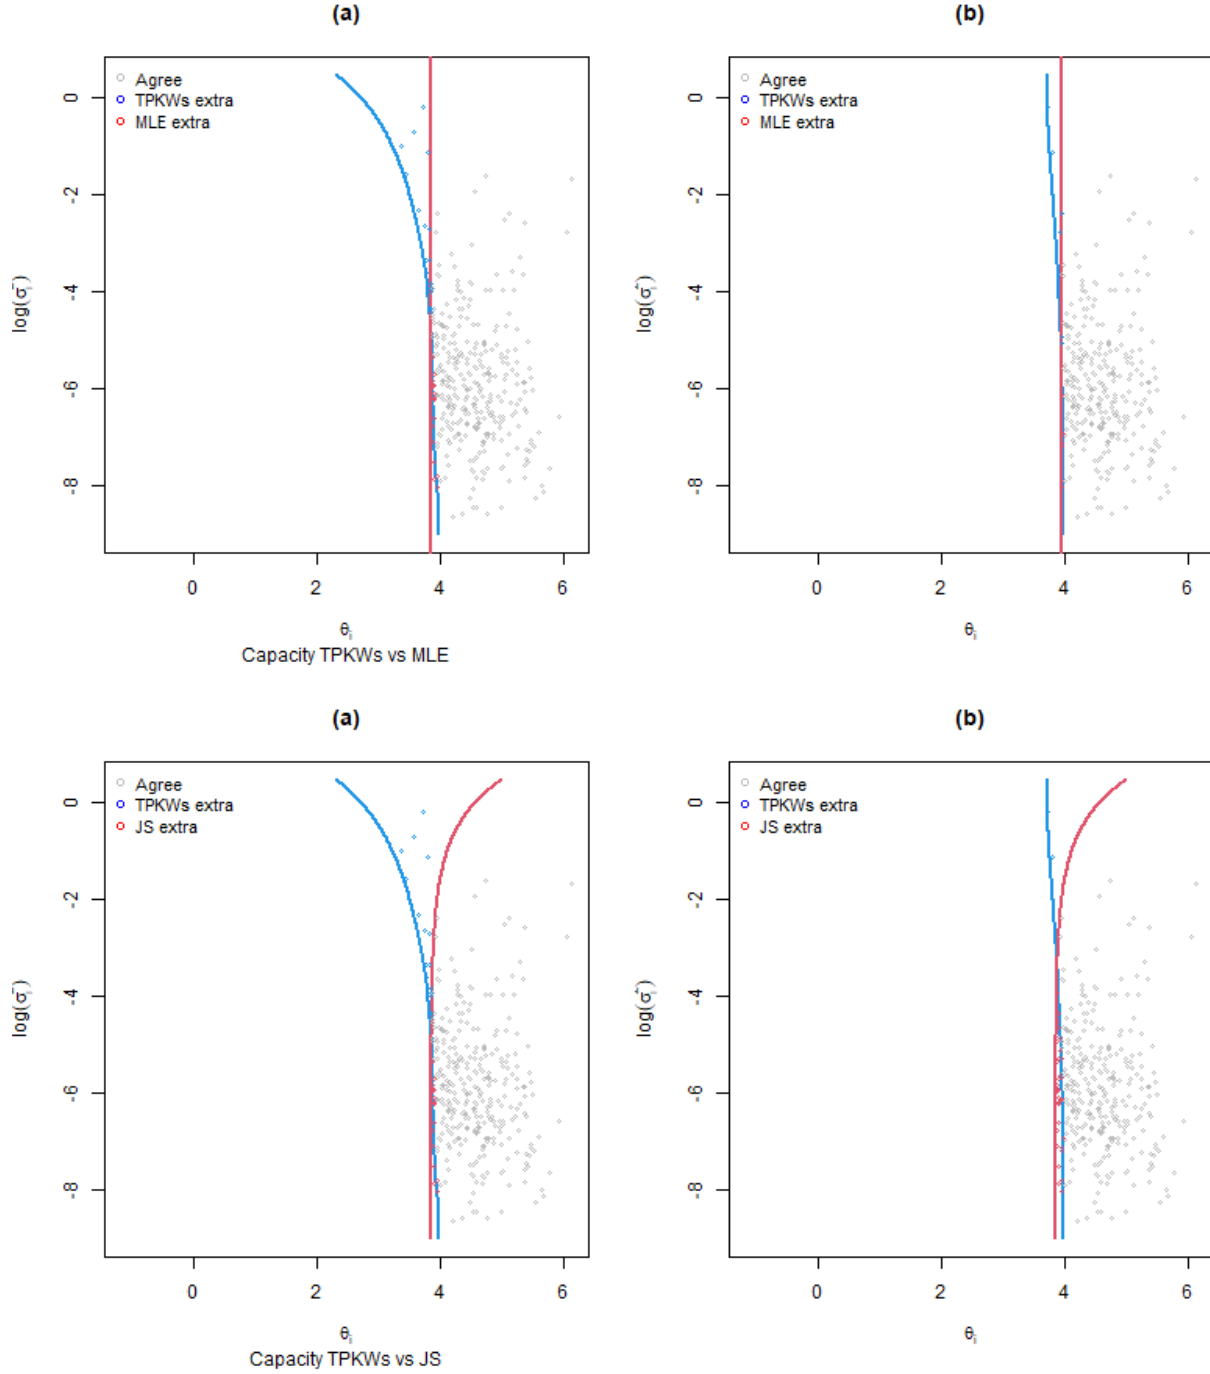 (a)
(b)
Agree
TPKWs extra
MLE extra
Agree
TPKWs extra
MLE extra
0
-2
-4
-6
-8
log(σ̄ᵢ)
0
-2
-4
-6
-8
0 2 4 6
θᵢ
Capacity TPKWs vs MLE
0 2 4 6
θᵢ
(a)
(b)
Agree
TPKWs extra
JS extra
Agree
TPKWs extra
JS extra
0
-2
-4
-6
-8
log(σ̄ᵢ)
0
-2
-4
-6
-8
0 2 4 6
θᵢ
Capacity TPKWs vs JS
0 2 4 6
θᵢ